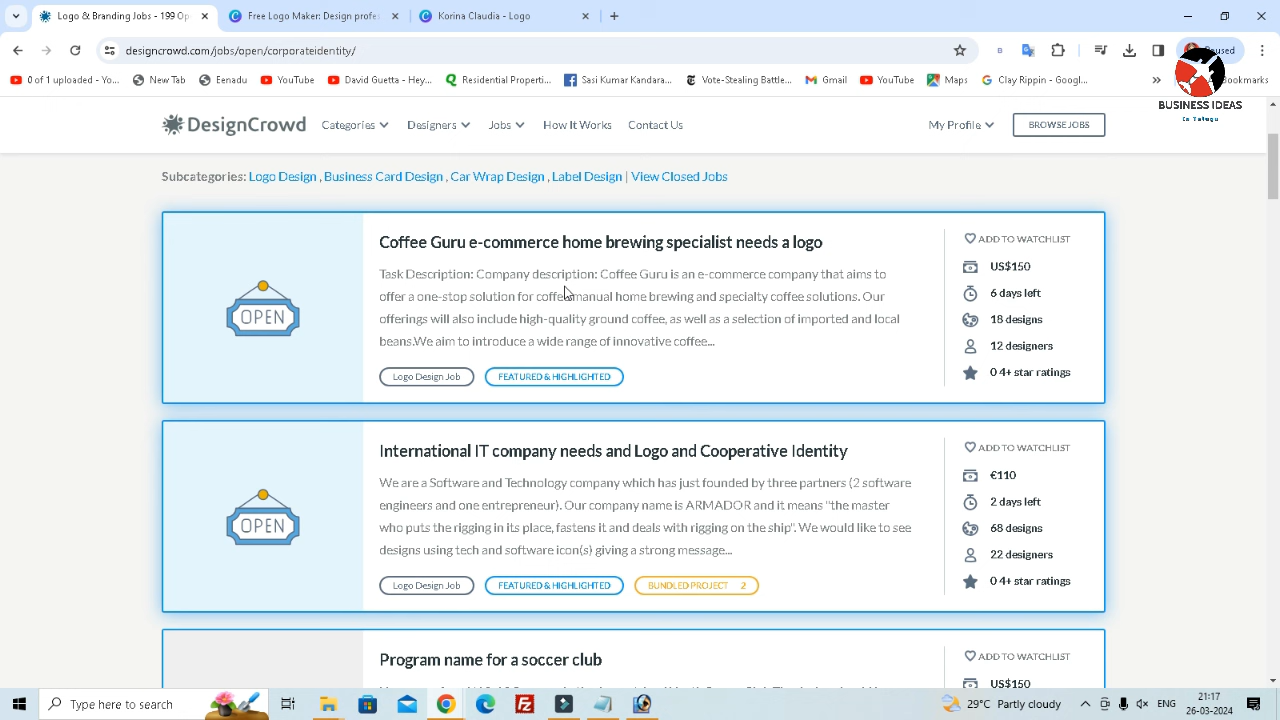 Logo & Branding Jobs - 199 Op
Free Logo Maker: Design profes
Korina Claudia - Logo
designcrowd.com/jobs/open/corporateidentity/
Paused
0 of 1 uploaded - Yo...
New Tab
Eenadu
YouTube
David Guetta - Hey...
Residential Properti...
Sasi Kumar Kandara...
Vote-Stealing Battle...
Gmail
YouTube
Maps
Clay Rippin - Googl...
Bookmarks
BUSINESS IDEAS
In Telugu
DesignCrowd
Categories
Designers
Jobs
How It Works
Contact Us
My Profile
BROWSE JOBS
Subcategories: Logo Design , Business Card Design , Car Wrap Design , Label Design | View Closed Jobs
OPEN
Coffee Guru e-commerce home brewing specialist needs a logo
Task Description: Company description: Coffee Guru is an e-commerce company that aims to
offer a one-stop solution for coffee manual home brewing and specialty coffee solutions. Our
offerings will also include high-quality ground coffee, as well as a selection of imported and local
beans.We aim to introduce a wide range of innovative coffee...
Logo Design Job
FEATURED & HIGHLIGHTED
ADD TO WATCHLIST
US$150
6 days left
18 designs
12 designers
0 4+ star ratings
OPEN
International IT company needs and Logo and Cooperative Identity
We are a Software and Technology company which has just founded by three partners (2 software
engineers and one entrepreneur). Our company name is ARMADOR and it means "the master
who puts the rigging in its place, fastens it and deals with rigging on the ship". We would like to see
designs using tech and software icon(s) giving a strong message...
Logo Design Job
FEATURED & HIGHLIGHTED
BUNDLED PROJECT 2
ADD TO WATCHLIST
€110
2 days left
68 designs
22 designers
0 4+ star ratings
Program name for a soccer club
ADD TO WATCHLIST
US$150
Type here to search
29°C Partly cloudy
ENG
21:17
26-03-2024